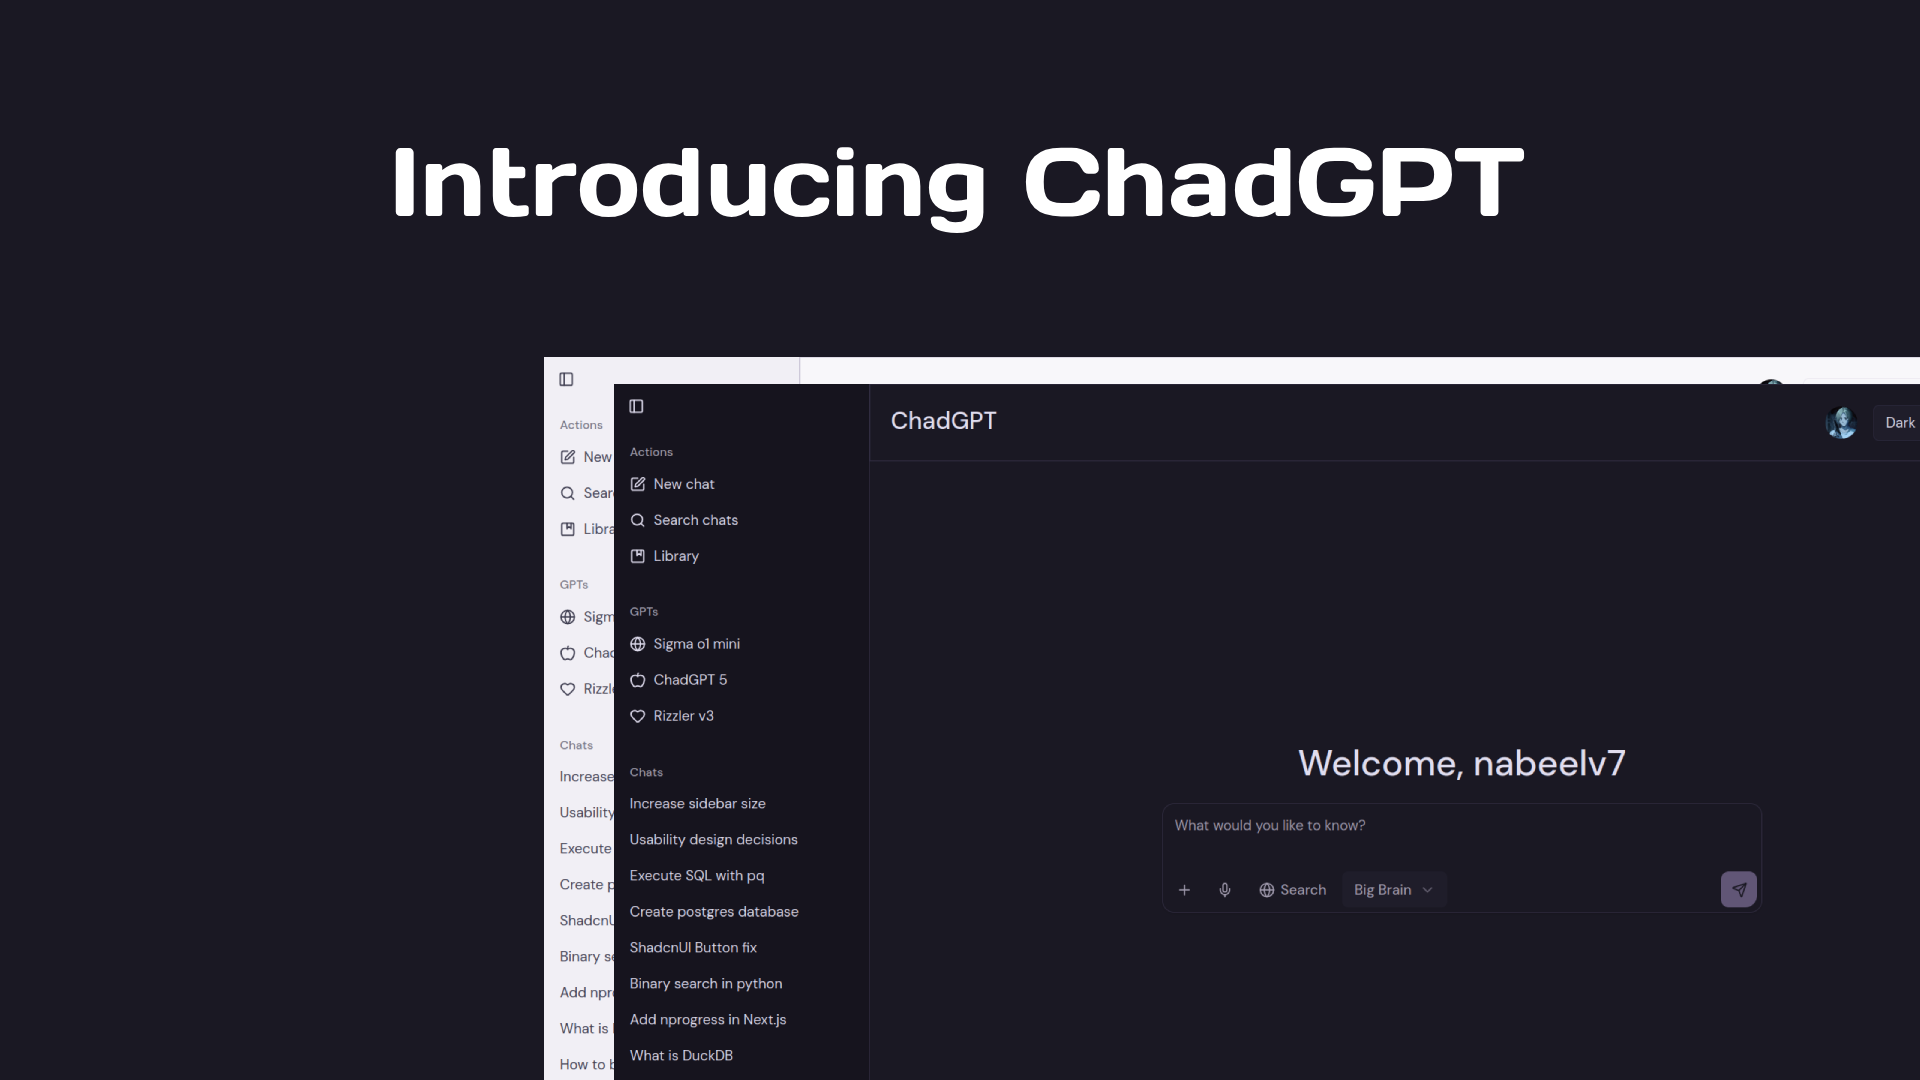 Introducing ChadGPT
Actions
New
Sear
Libra
GPTs
Sigm
Chad
Rizzl
Chats
Increase
Usability
Execute
Create p
ShadcnU
Binary se
Add npr
What is
How to b
ChadGPT
Dark
Actions
New chat
Search chats
Library
GPTs
Sigma o1 mini
ChadGPT 5
Rizzler v3
Chats
Increase sidebar size
Usability design decisions
Execute SQL with pq
Create postgres database
ShadcnUI Button fix
Binary search in python
Add nprogress in Next.js
What is DuckDB
Welcome, nabeelv7
What would you like to know?
Search
Big Brain